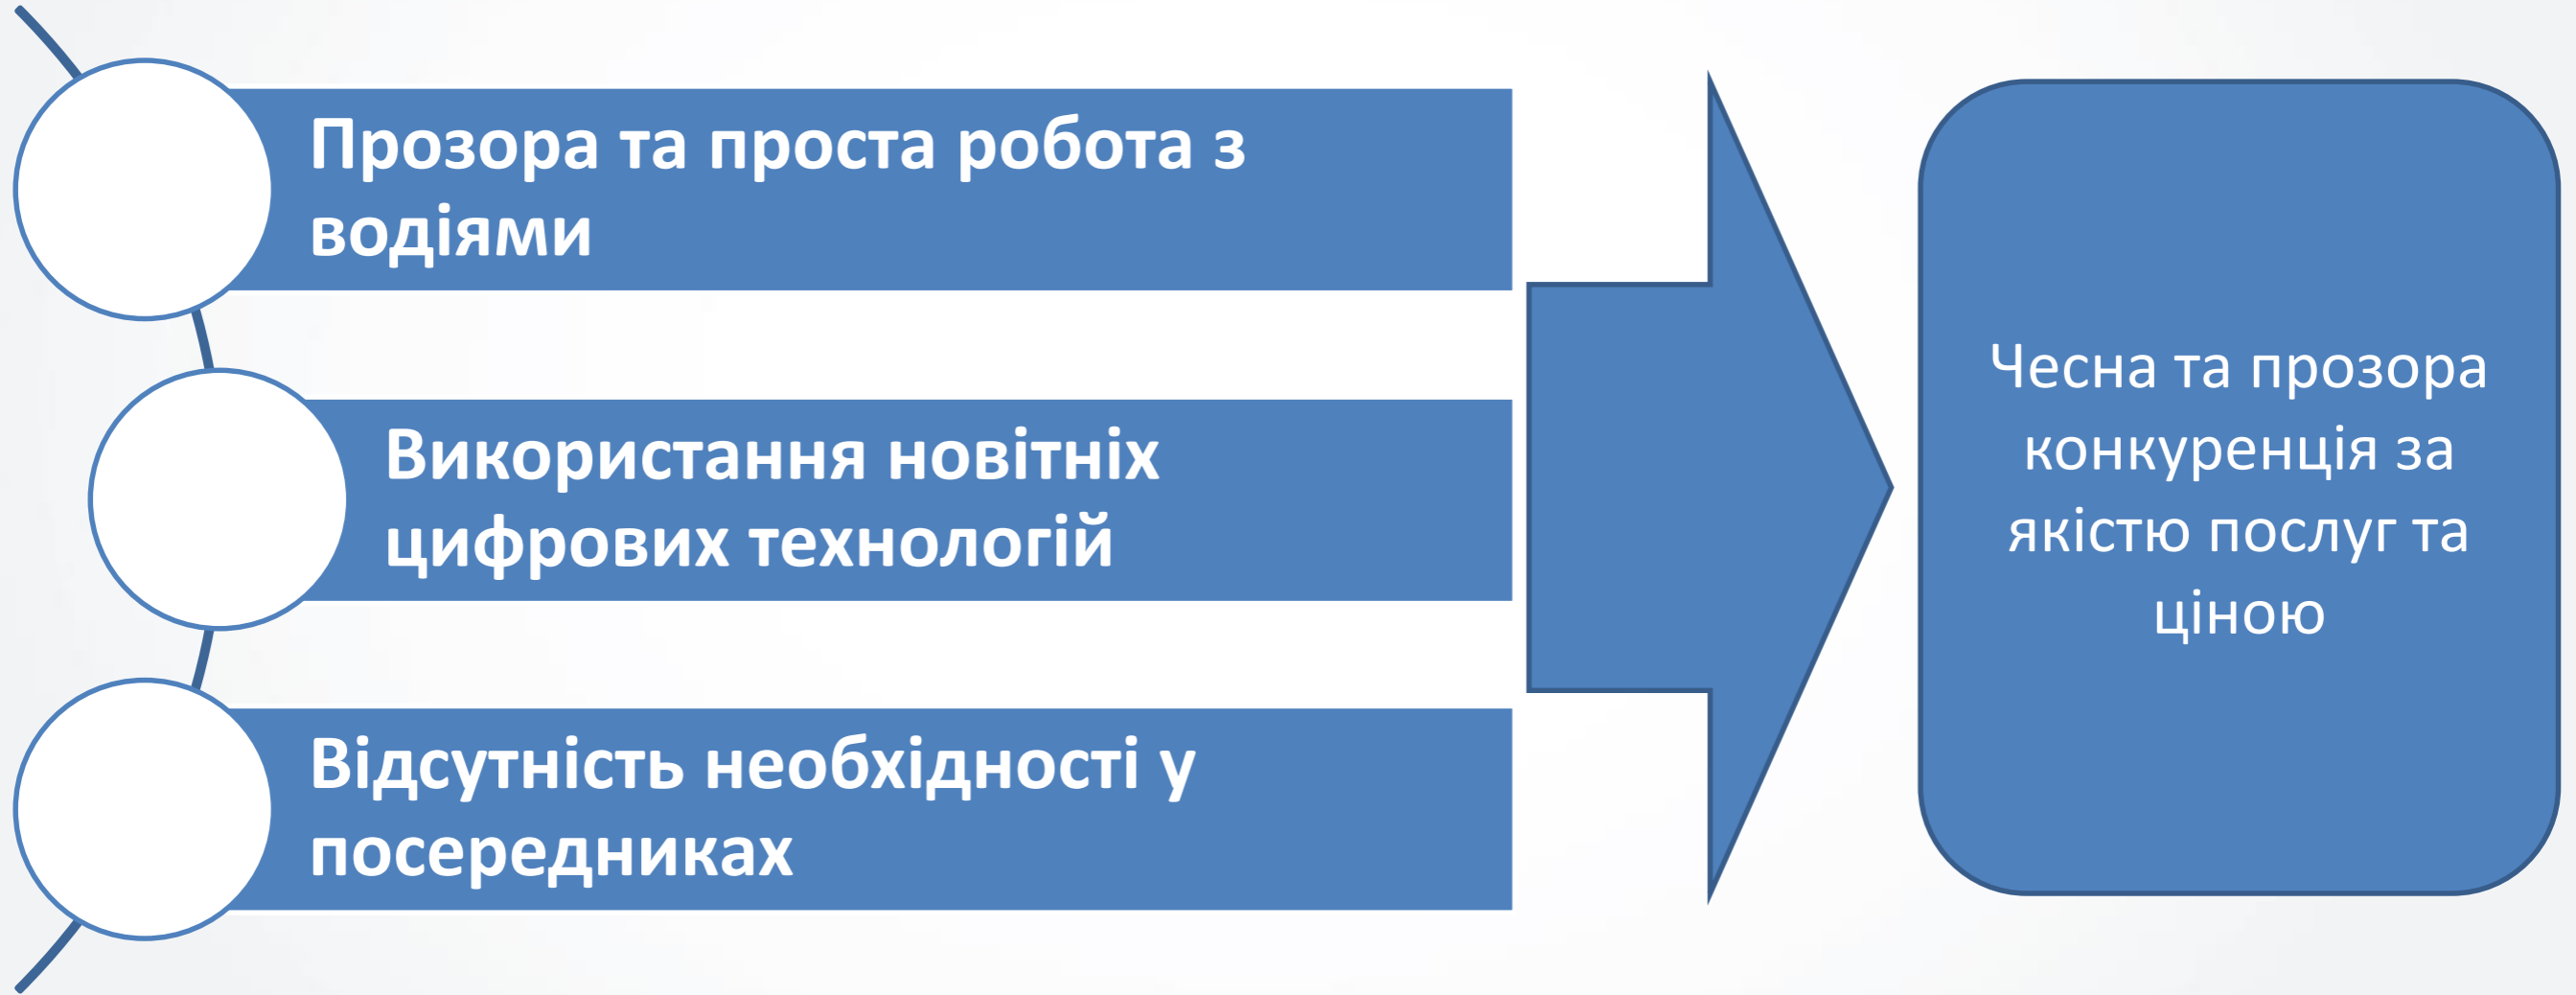 Прозора та проста робота з
водіями
Використання новітніх
цифрових технологій
Відсутність необхідності у
посередниках
Чесна та прозора
конкуренція за
якістю послуг та
ціною